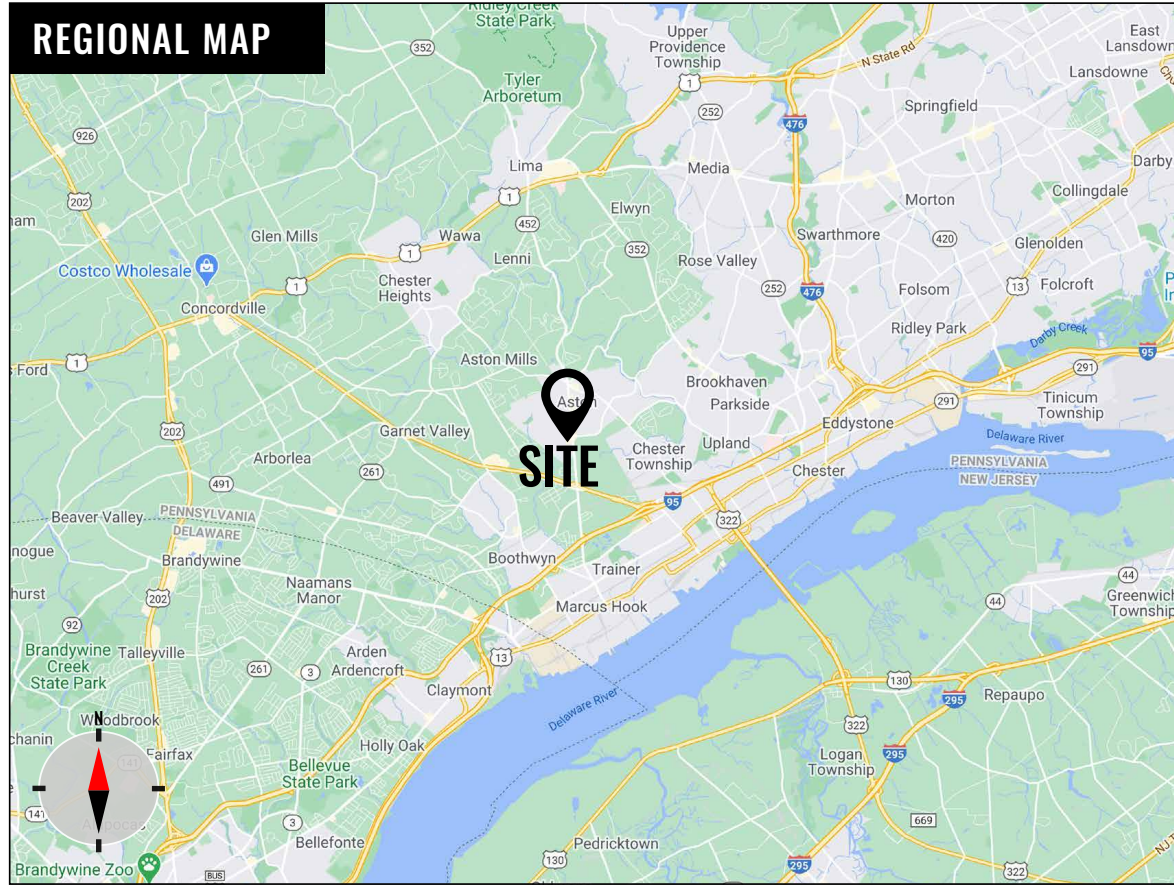 REGIONAL MAP
Ridley Creek
State Park
352
Upper
Providence
Township
N State Rd
East
Lansdown
Lansdowne
Tyler
Arboretum
1
252
476
Springfield
926
Lima
Media
Darby
202
1
Elwyn
Morton
Collingdale
ham
452
Glen Mills
Wawa
352
Swarthmore
420
Glenolden
Lenni
1
Rose Valley
Costco Wholesale
Chester
Heights
1
252
476
Folsom
13
Folcroft
Concordville
Ridley Park
Darby Creek
1
Aston Mills
95
s Ford
291
Brookhaven
Aston
Parkside
291
Tinicum
Township
202
Garnet Valley
Eddystone
Upland
Delaware River
SITE
Chester
Township
Arborlea
261
Chester
PENNSYLVANIA
NEW JERSEY
491
95
322
Beaver Valley
PENNSYLVANIA
DELAWARE
nogue
Brandywine
Boothwyn
Trainer
44
Naamans
Manor
hurst
202
Marcus Hook
44
Greenwich
Township
92
Brandywine
Creek
State Park
Talleyville
Arden
13
261
3
Ardencroft
130
Claymont
295
Repaupo
Delaware River
N
Woodbrook
322
chanin
Fairfax
Holly Oak
141
Bellevue
State Park
Logan
Township
295
141
3
669
Bellefonte
Pedricktown
Brandywine Zoo
130
295
BUS
322
NJ T